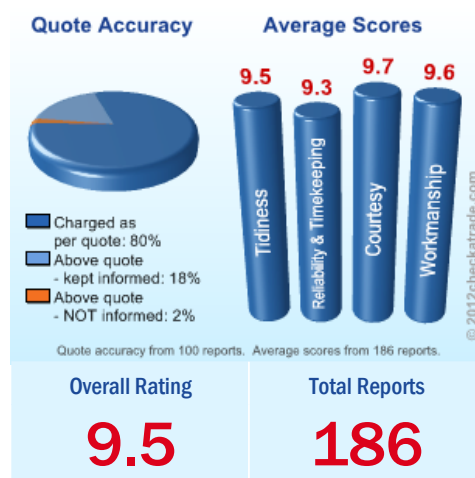 Quote Accuracy
Average Scores
9.5
9.3
9.7
9.6
Tidiness
Reliability & Timekeeping
Courtesy
Workmanship
Charged as
per quote: 80%
Above quote
- kept informed: 18%
Above quote
- NOT informed: 2%
© 2012checkatrade.com
Quote accuracy from 100 reports. Average scores from 186 reports.
Overall Rating
Total Reports
9.5
186